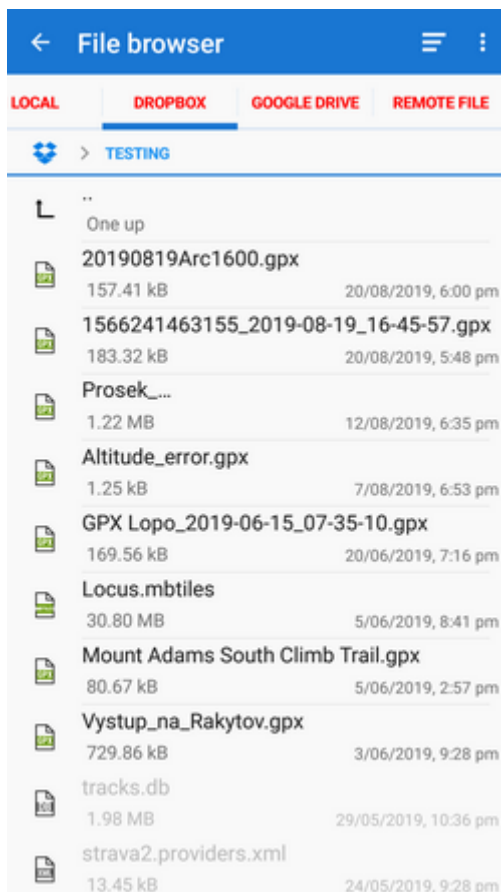 File browser
LOCAL DROPBOX GOOGLE DRIVE REMOTE FILE
> TESTING
..
One up
20190819Arc1600.gpx
157.41 kB 20/08/2019, 6:00 pm
1566241463155_2019-08-19_16-45-57.gpx
183.32 kB 20/08/2019, 5:48 pm
Prosek_...
1.22 MB 12/08/2019, 6:35 pm
Altitude_error.gpx
1.25 kB 7/08/2019, 6:53 pm
GPX Lopo_2019-06-15_07-35-10.gpx
169.56 kB 20/06/2019, 7:16 pm
Locus.mbtiles
30.80 MB 5/06/2019, 8:41 pm
Mount Adams South Climb Trail.gpx
80.67 kB 5/06/2019, 2:57 pm
Vystup_na_Rakytov.gpx
729.86 kB 3/06/2019, 9:28 pm
tracks.db
1.98 MB 29/05/2019, 10:36 pm
strava2.providers.xml
13.45 kB 24/05/2019, 9:28 pm